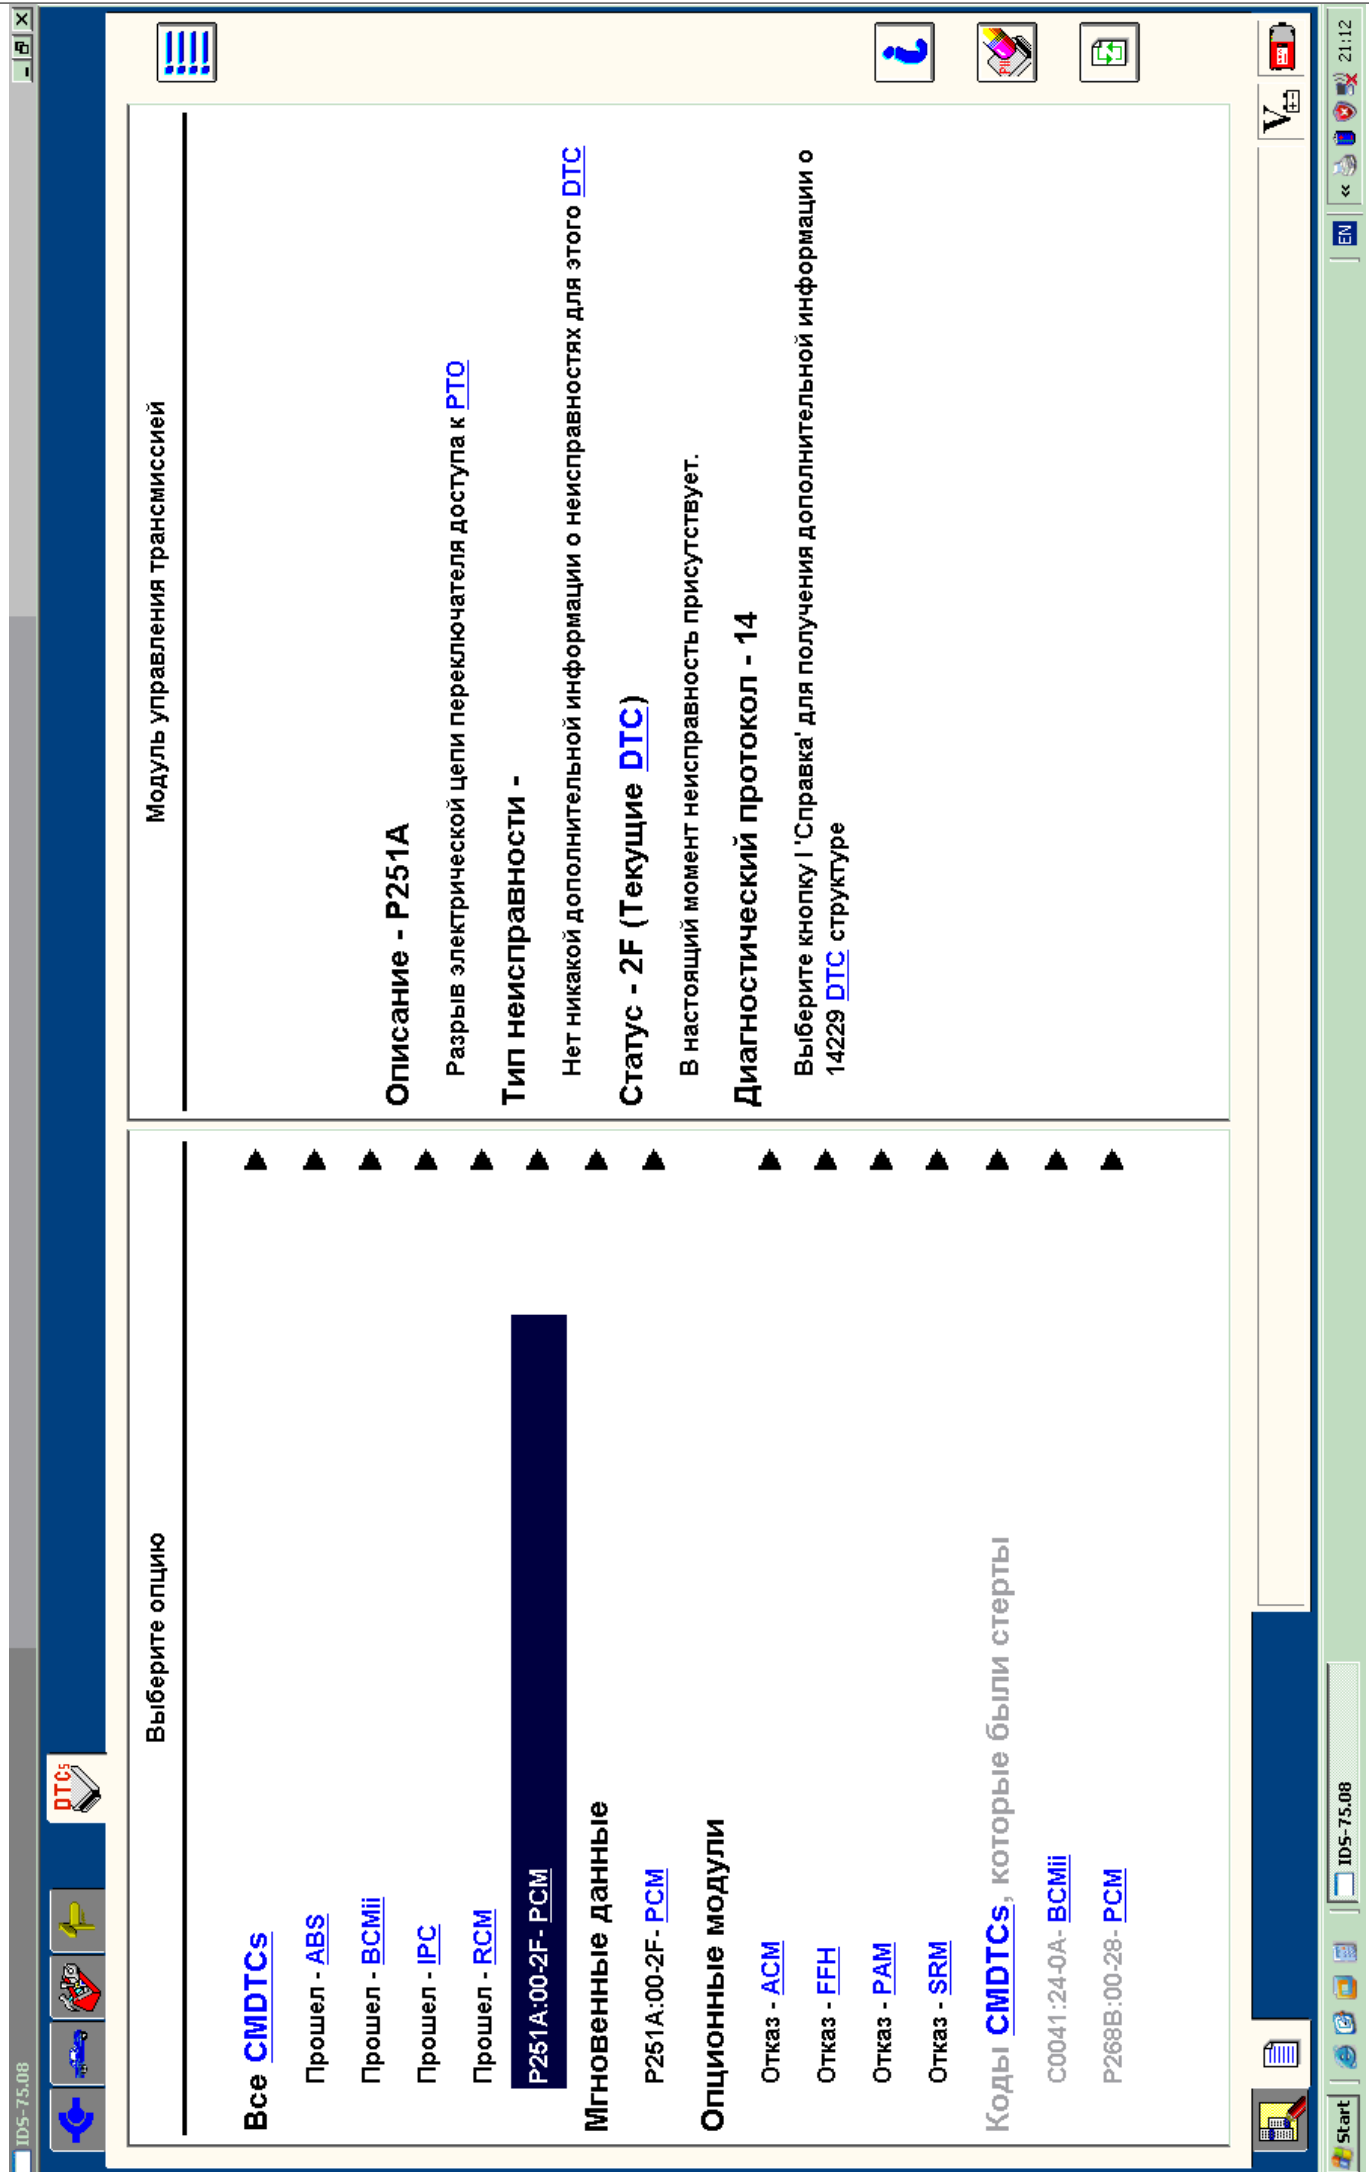 IDS-75.08
DTCs
Выберите опцию
Все CMDTCs
Прошел - ABS
Прошел - BCMii
Прошел - IPC
Прошел - RCM
P251A:00-2F- PCM
Мгновенные данные
P251A:00-2F- PCM
Опционные модули
Отказ - ACM
Отказ - FFH
Отказ - PAM
Отказ - SRM
Коды CMDTCs, которые были стерты
C0041:24-0A- BCMii
P268B:00-28- PCM
Модуль управления трансмиссией
Описание - P251A
Разрыв электрической цепи переключателя доступа к PTO
Тип неисправности -
Нет никакой дополнительной информации о неисправностях для этого DTC
Статус - 2F (Текущие DTC)
В настоящий момент неисправность присутствует.
Диагностический протокол - 14
Выберите кнопку I 'Справка' для получения дополнительной информации о
14229 DTC структуре
V
Start
IDS-75.08
EN
«
21:12